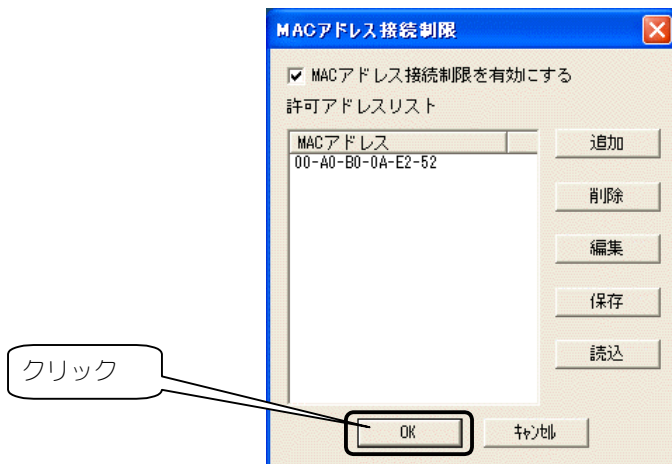 MACアドレス接続制限
MACアドレス接続制限を有効にする
許可アドレスリスト
MACアドレス
00-A0-B0-0A-E2-52
追加
削除
編集
保存
読込
クリック
OK
ｷｬﾝｾﾙ